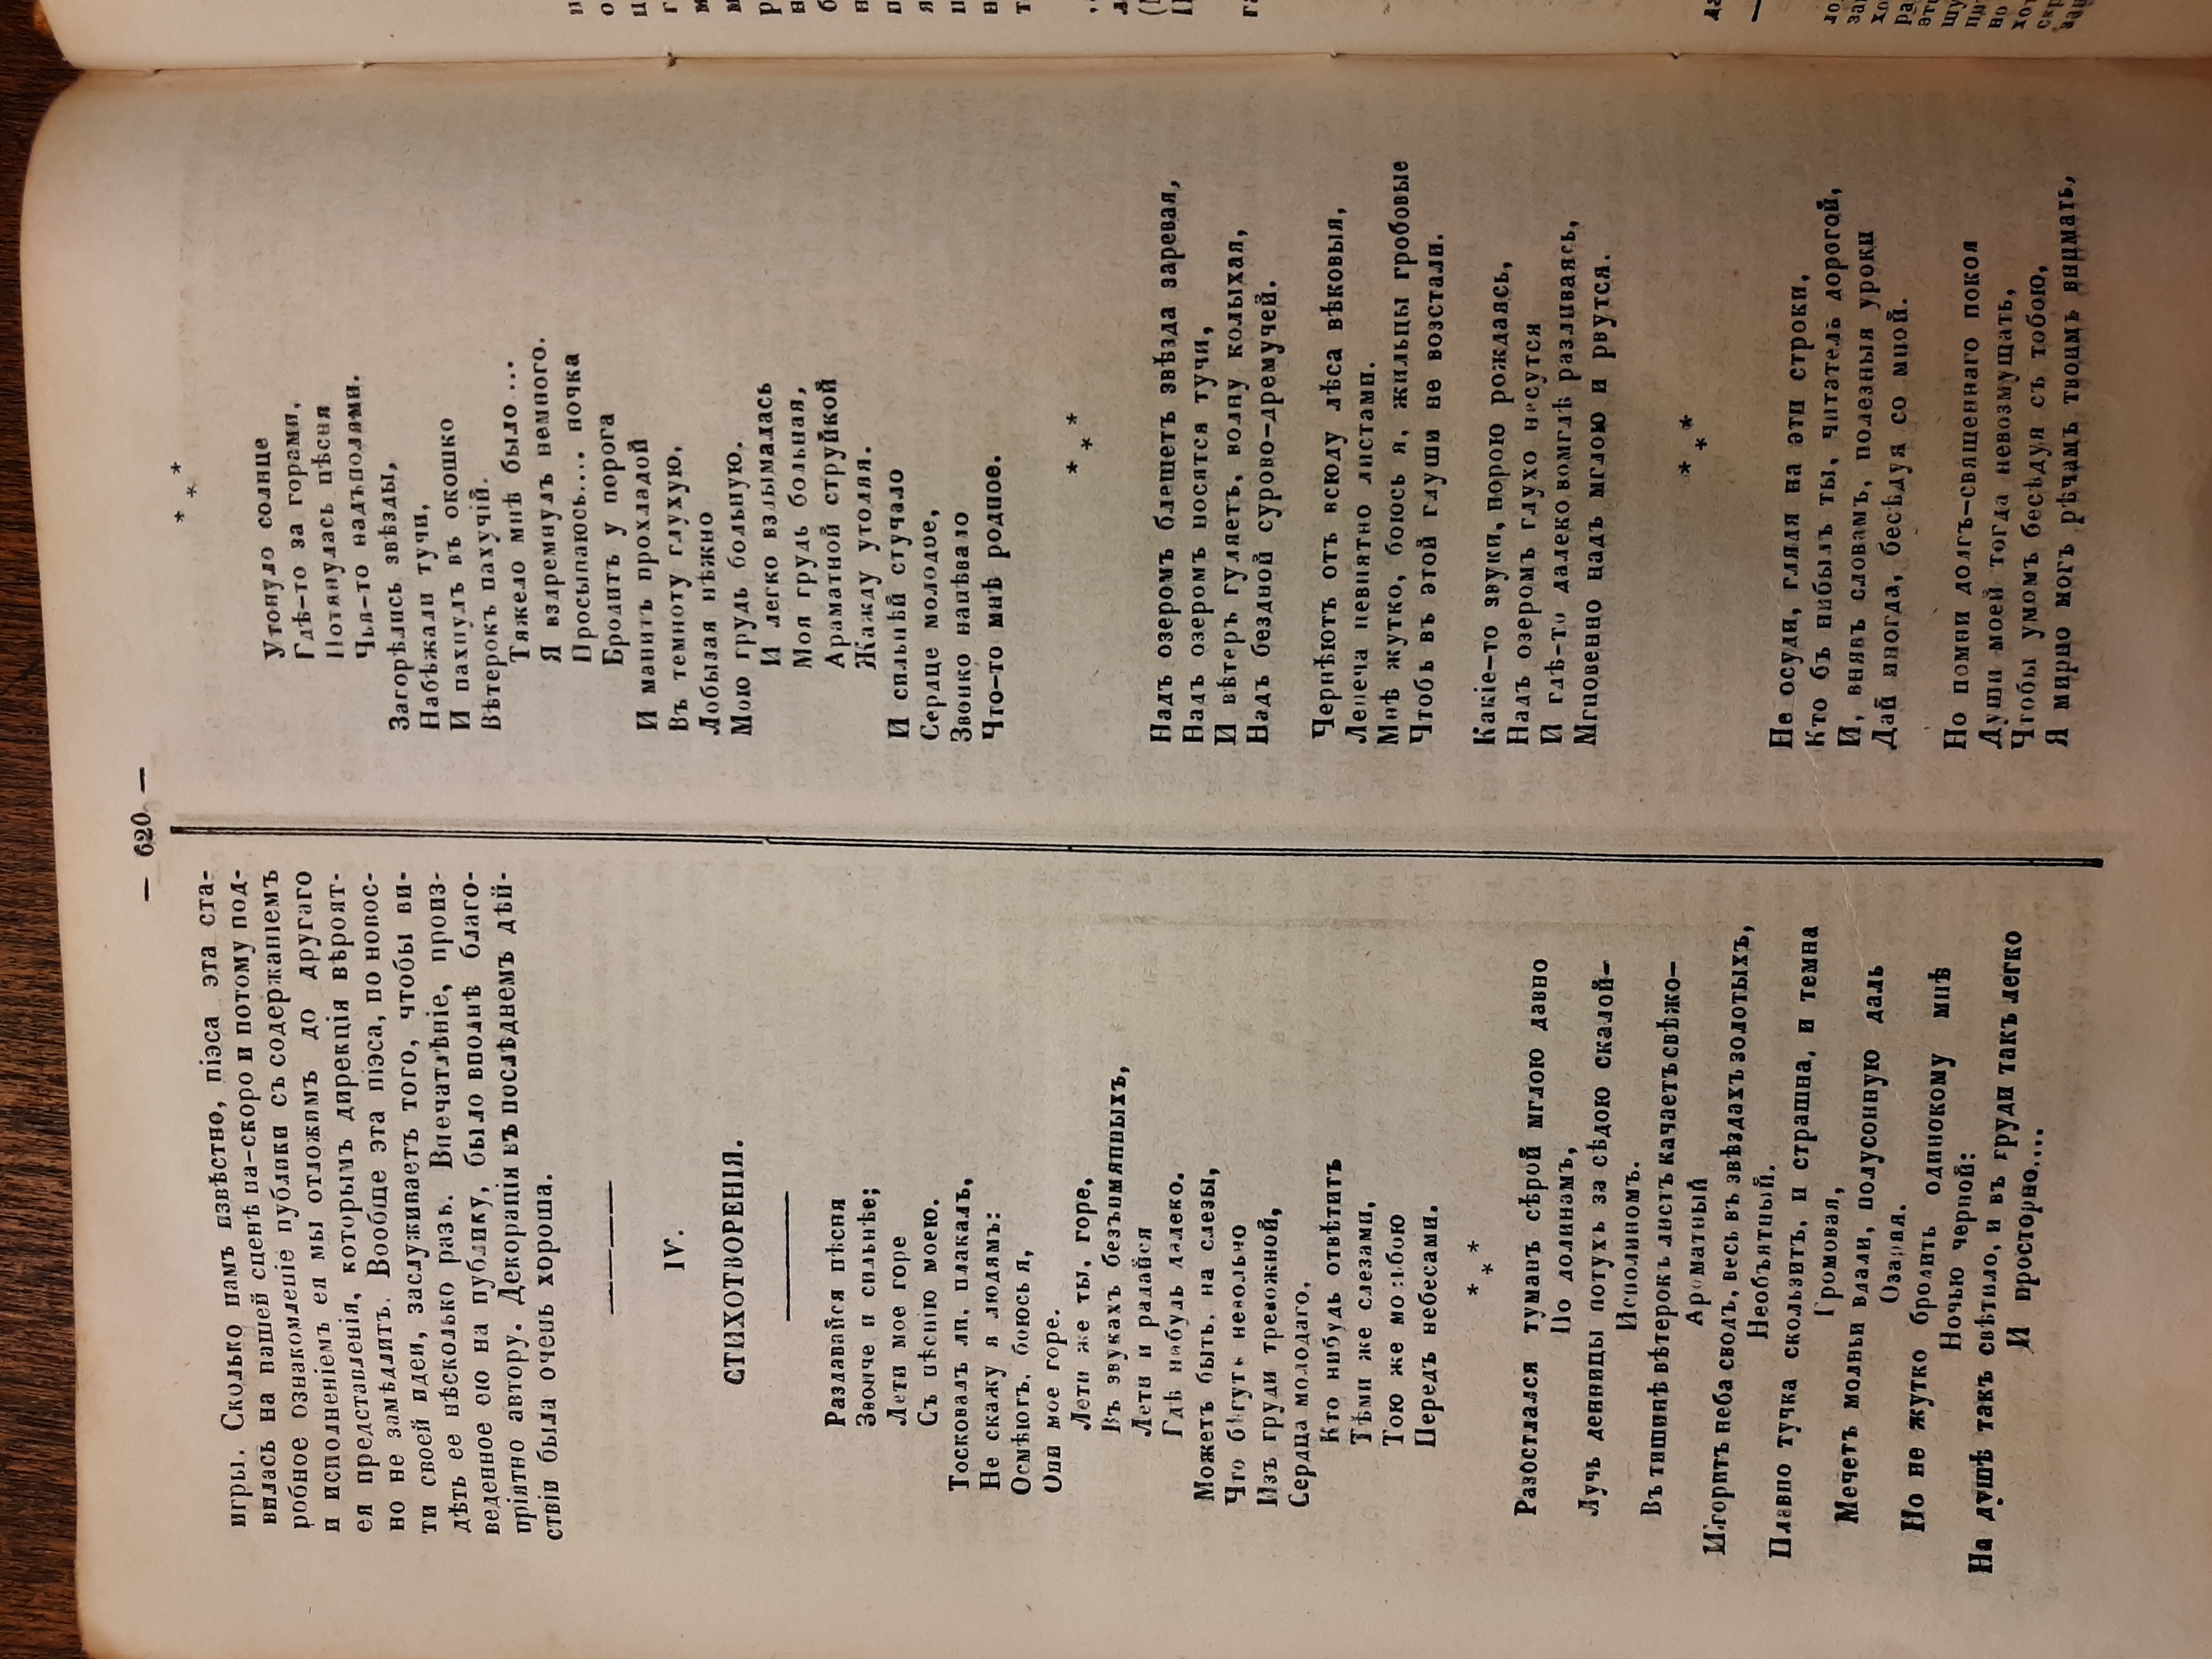 — 620 —
игры. Сколько намъ извѣстно, піэса эта ста-
вилась на нашей сценѣ на-скоро и потому под-
робное ознакомленіе публики съ содержаніемъ
и исполненіемъ ея мы отложимъ до другаго
ея представленія, которымъ дирекція вѣроят-
но не замѣдлитъ. Вообще эта піэса, по новос-
ти своей идеи, заслуживаетъ того, чтобы ви-
дѣть ее нѣсколько разъ. Впечатлѣніе, произ-
веденное ею на публику, было вполнѣ благо-
пріятно автору. Декорація въ послѣднемъ дѣй-
ствіи была очень хороша.
IV.
СТИХОТВОРЕНІЯ.
Раздавайся пѣсня
Звонче и сильнѣе;
Лети мое горе
Съ пѣснію моею.
Тосковалъ ли, плакалъ,
Не скажу я людямъ:
Осмѣютъ, боюсь я,
Они мое горе.
Лети же ты, горе,
Въ звукахъ безъимянныхъ,
Лети и радайся
Гдѣ нибудь далеко.
Можетъ быть, на слезы,
Что бѣгутъ невольно
Изъ груди тревожной,
Сердца молодаго,
Кто нибудь отвѣтитъ
Тѣми же слезами,
Тою же мольбою
Передъ небесами.
* * *
Разостлался туманъ сѣрой мглою давно
По долинамъ,
Лучь денницы потухъ за сѣдою скалой—
Исполиномъ.
Въ тишинѣ вѣтерокъ листъ качаетъ свѣжо—
Ароматный
И горитъ неба сводъ, весь въ звѣздахъ золотыхъ,
Необъятный.
Плавно тучка скользитъ, и страшна, и темна
Громовая,
Мечетъ молньи вдали, полусонную даль
Озаряя.
Но не жутко бродить одинокому мнѣ
Ночью черной:
На душѣ такъ свѣтило, и въ груди такъ легко
И просторно....
* * *
Утонуло солнце
Гдѣ-то за горами,
Потянулась пѣсня
Чья-то надъ полями.
Загорѣлись звѣзды,
Набѣжали тучи,
И пахнулъ въ окошко
Вѣтерокъ пахучій.
Тяжело мнѣ было...
Я вздремнулъ немного.
Просыпаюсь.... ночка
Бродитъ у порога
И манитъ прохладой
Въ темноту глухую,
Лобызая нѣжно
Мою грудь больную.
И легко вздымалась
Моя грудь больная,
Араматной струйкой
Жажду утоляя.
И сильнѣй стучало
Сердце молодое,
Звонко напѣвало
Что-то мнѣ родное.
* * *
Надъ озеромъ блещетъ звѣзда заревая,
Надъ озеромъ носятся тучи,
И вѣтеръ гуляетъ, волну колыхая,
Надъ бездной сурово-дремучей.
Чернѣютъ отъ всюду лѣса вѣковыя,
Лепеча невнятно листами.
Мнѣ жутко, боюсь я, жильцы гробовые
Чтобь въ этой глуши не возстали.
Какіе-то звуки, порою рождаясь,
Надъ озеромъ глухо несутся
И гдѣ-то далеко вомглѣ разливаясь,
Мгновенно надъ мглою и рвутся.
* * *
Не осуди, глядя на эти строки,
Кто бъ нибылъ ты, читатель дорогой,
И, внявъ словамъ, полезныя уроки
Дай иногда, бесѣдуя со мной.
Но помни долгъ-священнаго покоя
Души моей тогда невозмущать,
Чтобы умомъ бесѣдуя съ тобою,
Я мирно могъ рѣчамъ твоимъ внимать,